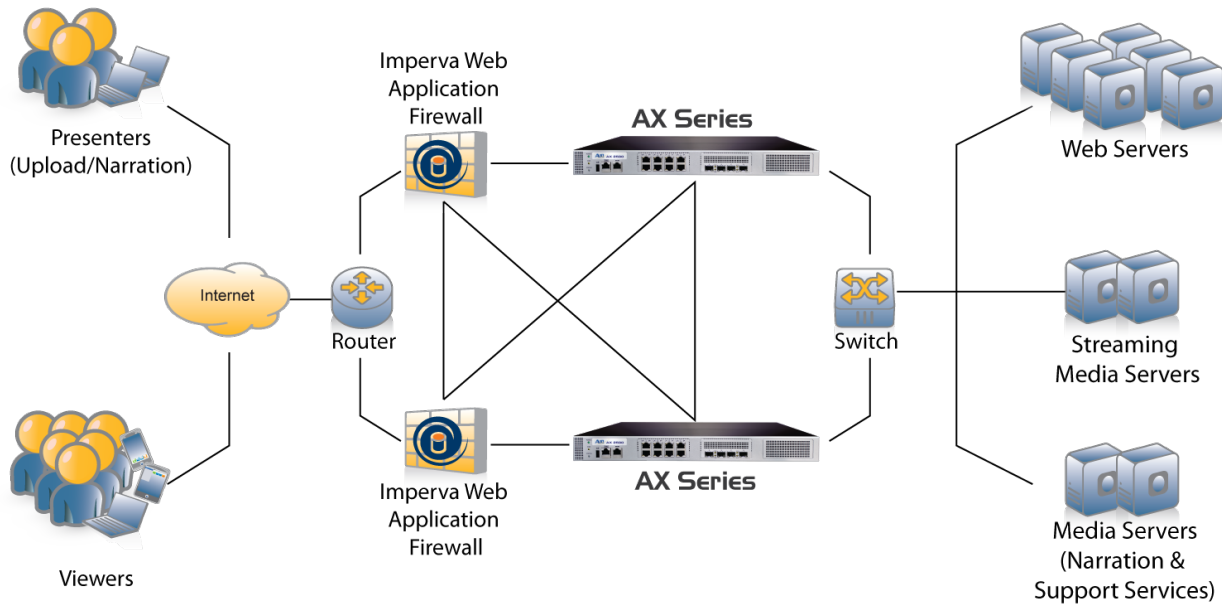 Presenters
(Upload/Narration)
Imperva Web
Application
Firewall
AX Series
Web Servers
Internet
Router
Switch
Streaming
Media Servers
Imperva Web
Application
Firewall
AX Series
Viewers
Media Servers
(Narration &
Support Services)